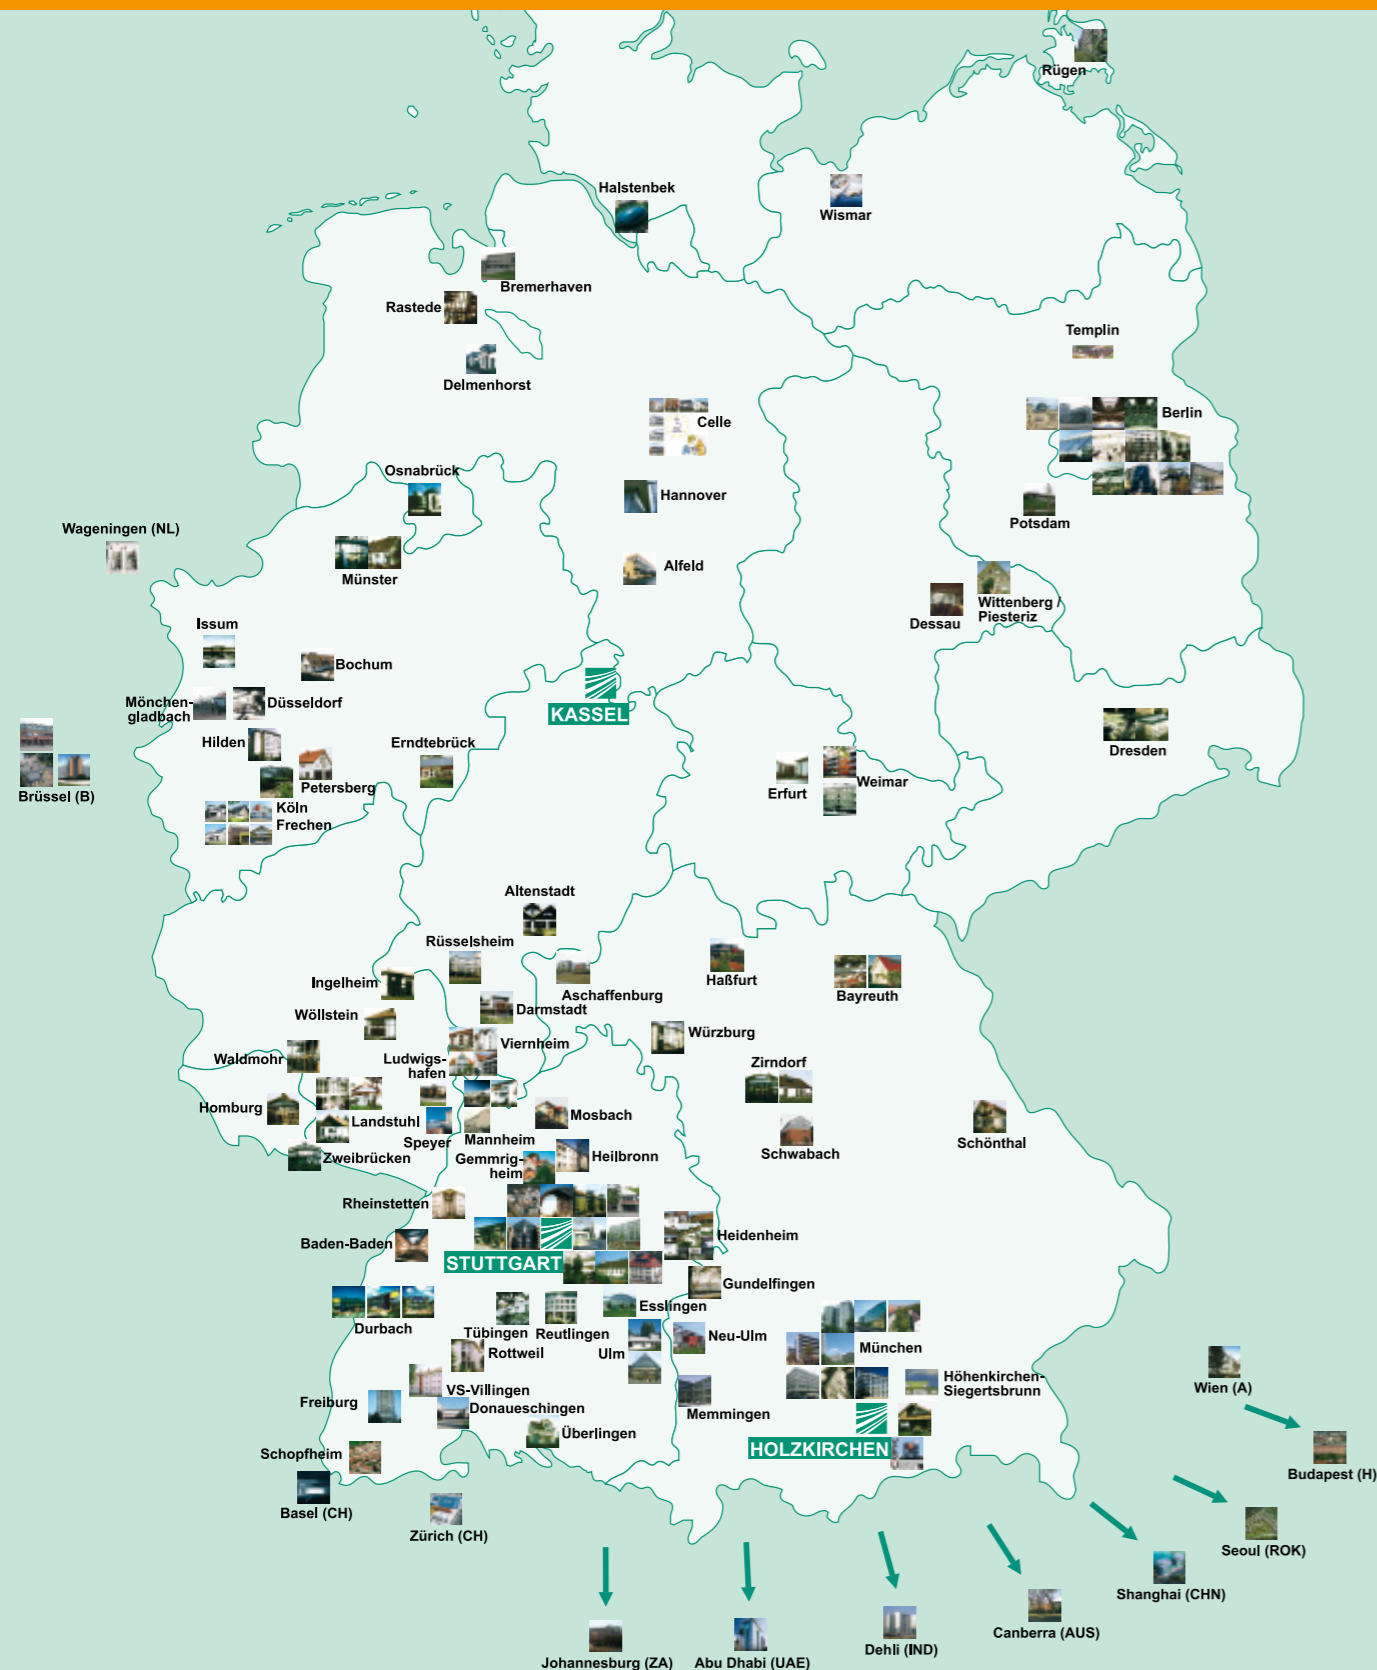 Rügen
Halstenbek
Wismar
Bremerhaven
Rastede
Templin
Delmenhorst
Berlin
Celle
Osnabrück
Hannover
Potsdam
Wageningen (NL)
Münster
Alfeld
Wittenberg /
Piesteriz
Dessau
Issum
Bochum
Mönchen-
gladbach
Düsseldorf
KASSEL
Hilden
Erndtebrück
Dresden
Petersberg
Weimar
Erfurt
Brüssel (B)
Köln
Frechen
Altenstadt
Rüsselsheim
Ingelheim
Aschaffenburg
Haßfurt
Bayreuth
Wöllstein
Darmstadt
Würzburg
Viernheim
Waldmohr
Ludwigs-
hafen
Zirndorf
Homburg
Landstuhl
Speyer
Mannheim
Mosbach
Schwabach
Schönthal
Zweibrücken
Gemmrig-
heim
Heilbronn
Rheinstetten
Baden-Baden
Heidenheim
STUTTGART
Gundelfingen
Esslingen
Durbach
Tübingen
Reutlingen
Neu-Ulm
Rottweil
Ulm
München
Höhenkirchen-
Siegertsbrunn
VS-Villingen
Freiburg
Donaueschingen
Memmingen
Wien (A)
Überlingen
Schopfheim
HOLZKIRCHEN
Budapest (H)
Basel (CH)
Zürich (CH)
Seoul (ROK)
Shanghai (CHN)
Canberra (AUS)
Dehli (IND)
Johannesburg (ZA)
Abu Dhabi (UAE)